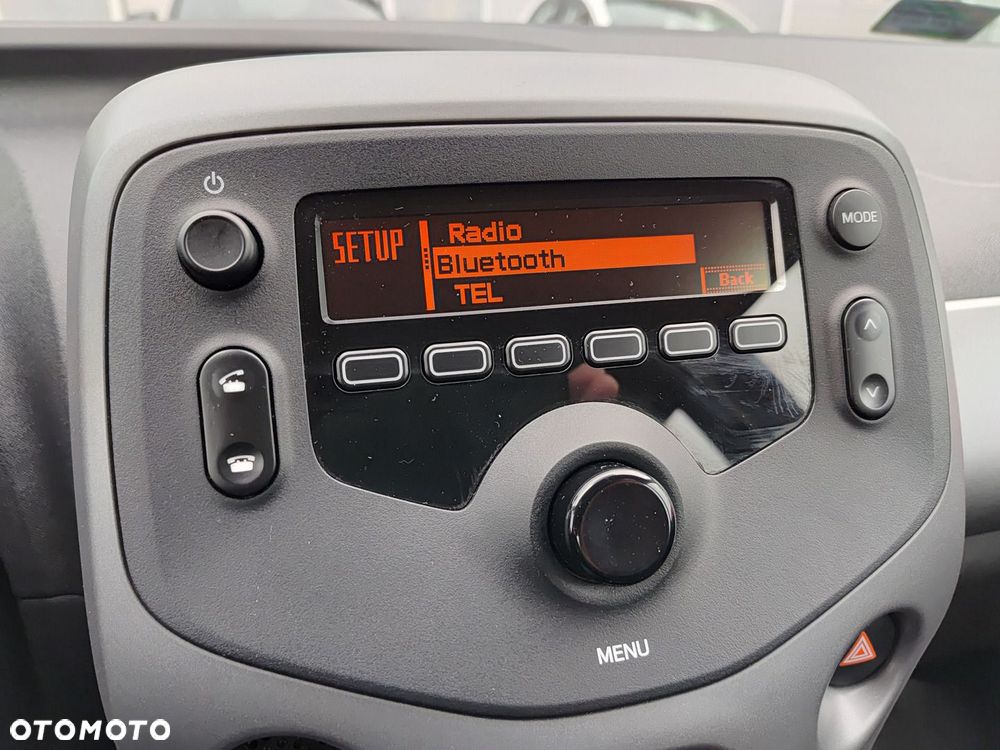 MODE
SETUP
Radio
Bluetooth
TEL
Back
MENU
OTOMOTO